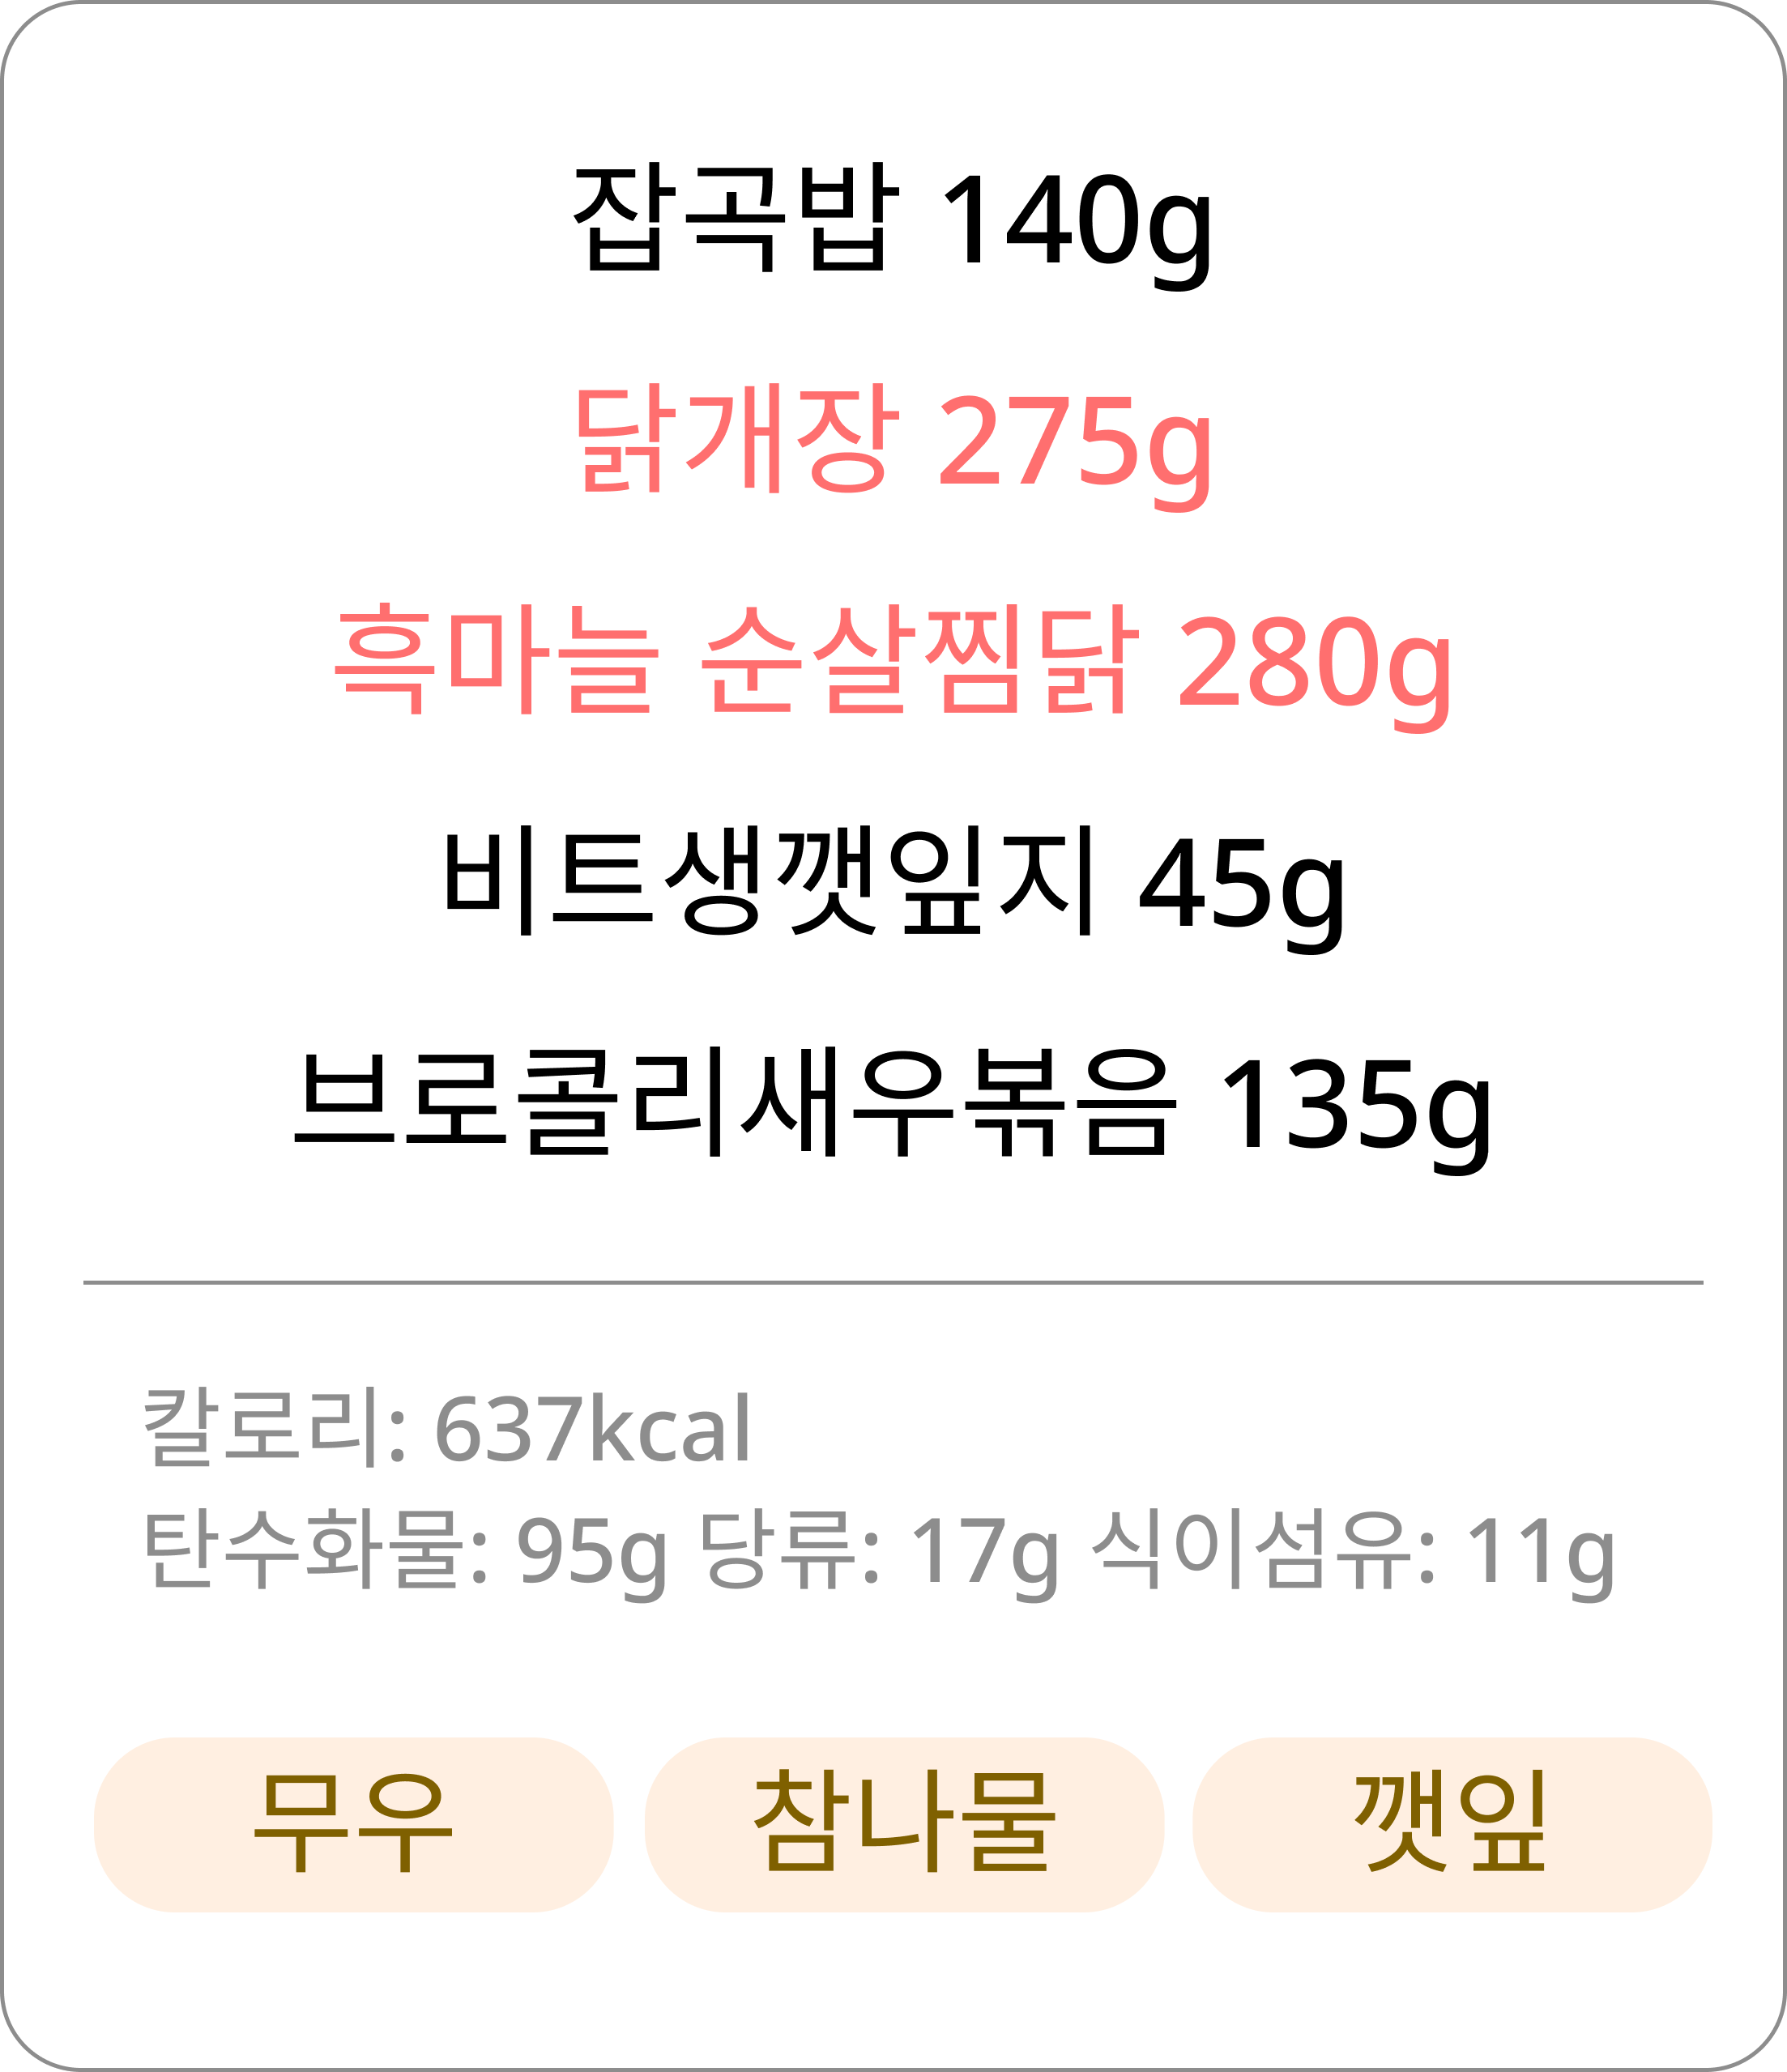 잡곡밥 140g
닭개장 275g
흑마늘 순살찜닭 280g
비트생깻잎지 45g
브로콜리새우볶음 135g
칼로리: 637kcal
탄수화물: 95g 당류: 17g 식이섬유: 11g
무우 참나물 깻잎